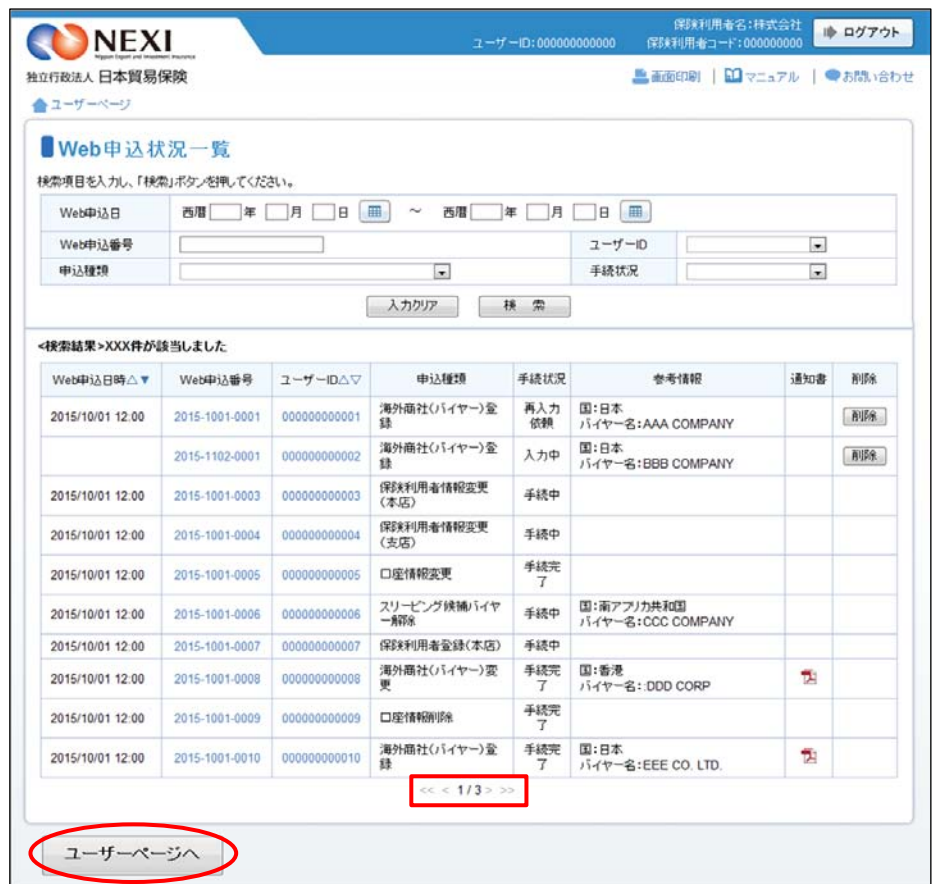 NEXI
Nippon Export and Investment Insurance
独立行政法人 日本貿易保険
ユーザーID:000000000000
保険利用者名:株式会社
保険利用者コード:000000000
ログアウト
画面印刷 | マニュアル | お問い合わせ
ユーザーページ
Web申込状況一覧
検索項目を入力し、「検索」ボタンを押してください。
Web申込日 西暦 年 月 日 ~ 西暦 年 月 日
Web申込番号 ユーザーID
申込種類 手続状況
入力クリア 検 索
<検索結果>XXX件が該当しました
Web申込日時△▼ Web申込番号 ユーザーID△▽ 申込種類 手続状況 参考情報 通知書 削除
2015/10/01 12:00 2015-1001-0001 000000000001 海外商社(バイヤー)登録 再入力依頼 国:日本 バイヤー名:AAA COMPANY 削除
2015-1102-0001 000000000002 海外商社(バイヤー)登録 入力中 国:日本 バイヤー名:BBB COMPANY 削除
2015/10/01 12:00 2015-1001-0003 000000000003 保険利用者情報変更(本店) 手続中
2015/10/01 12:00 2015-1001-0004 000000000004 保険利用者情報変更(支店) 手続中
2015/10/01 12:00 2015-1001-0005 000000000005 口座情報変更 手続完了
2015/10/01 12:00 2015-1001-0006 000000000006 スリーピング候補バイヤー解除 手続中 国:南アフリカ共和国 バイヤー名:CCC COMPANY
2015/10/01 12:00 2015-1001-0007 000000000007 保険利用者登録(本店) 手続中
2015/10/01 12:00 2015-1001-0008 000000000008 海外商社(バイヤー)変更 手続完了 国:香港 バイヤー名:DDD CORP
2015/10/01 12:00 2015-1001-0009 000000000009 口座情報削除 手続完了
2015/10/01 12:00 2015-1001-0010 000000000010 海外商社(バイヤー)登録 手続完了 国:日本 バイヤー名:EEE CO. LTD.
<< < 1 / 3 > >>
ユーザーページへ